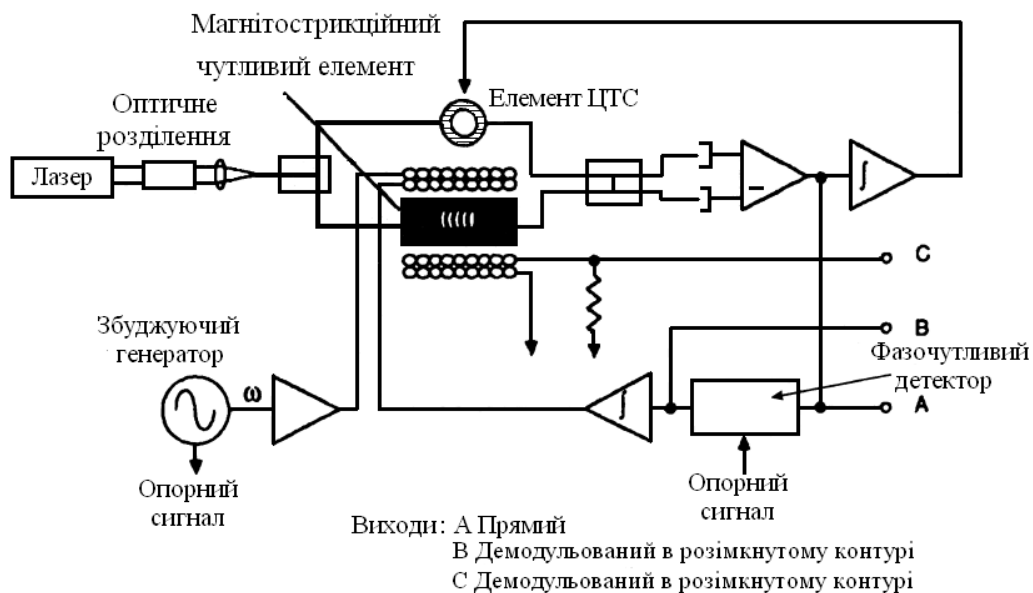 Магнітострикційний
чутливий елемент
Елемент ЦТС
Оптичне
розділення
Лазер
C
Збуджуючий
генератор
B
Фазочутливий
детектор
ω
A
Опорний
сигнал
Опорний
сигнал
Виходи: А Прямий
В Демодульований в розімкнутому контурі
С Демодульований в розімкнутому контурі